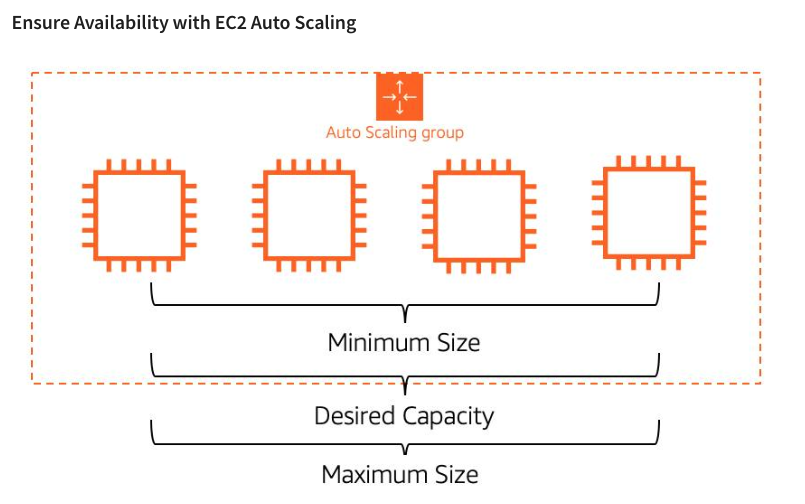 Ensure Availability with EC2 Auto Scaling
Auto Scaling group
Minimum Size
Desired Capacity
Maximum Size